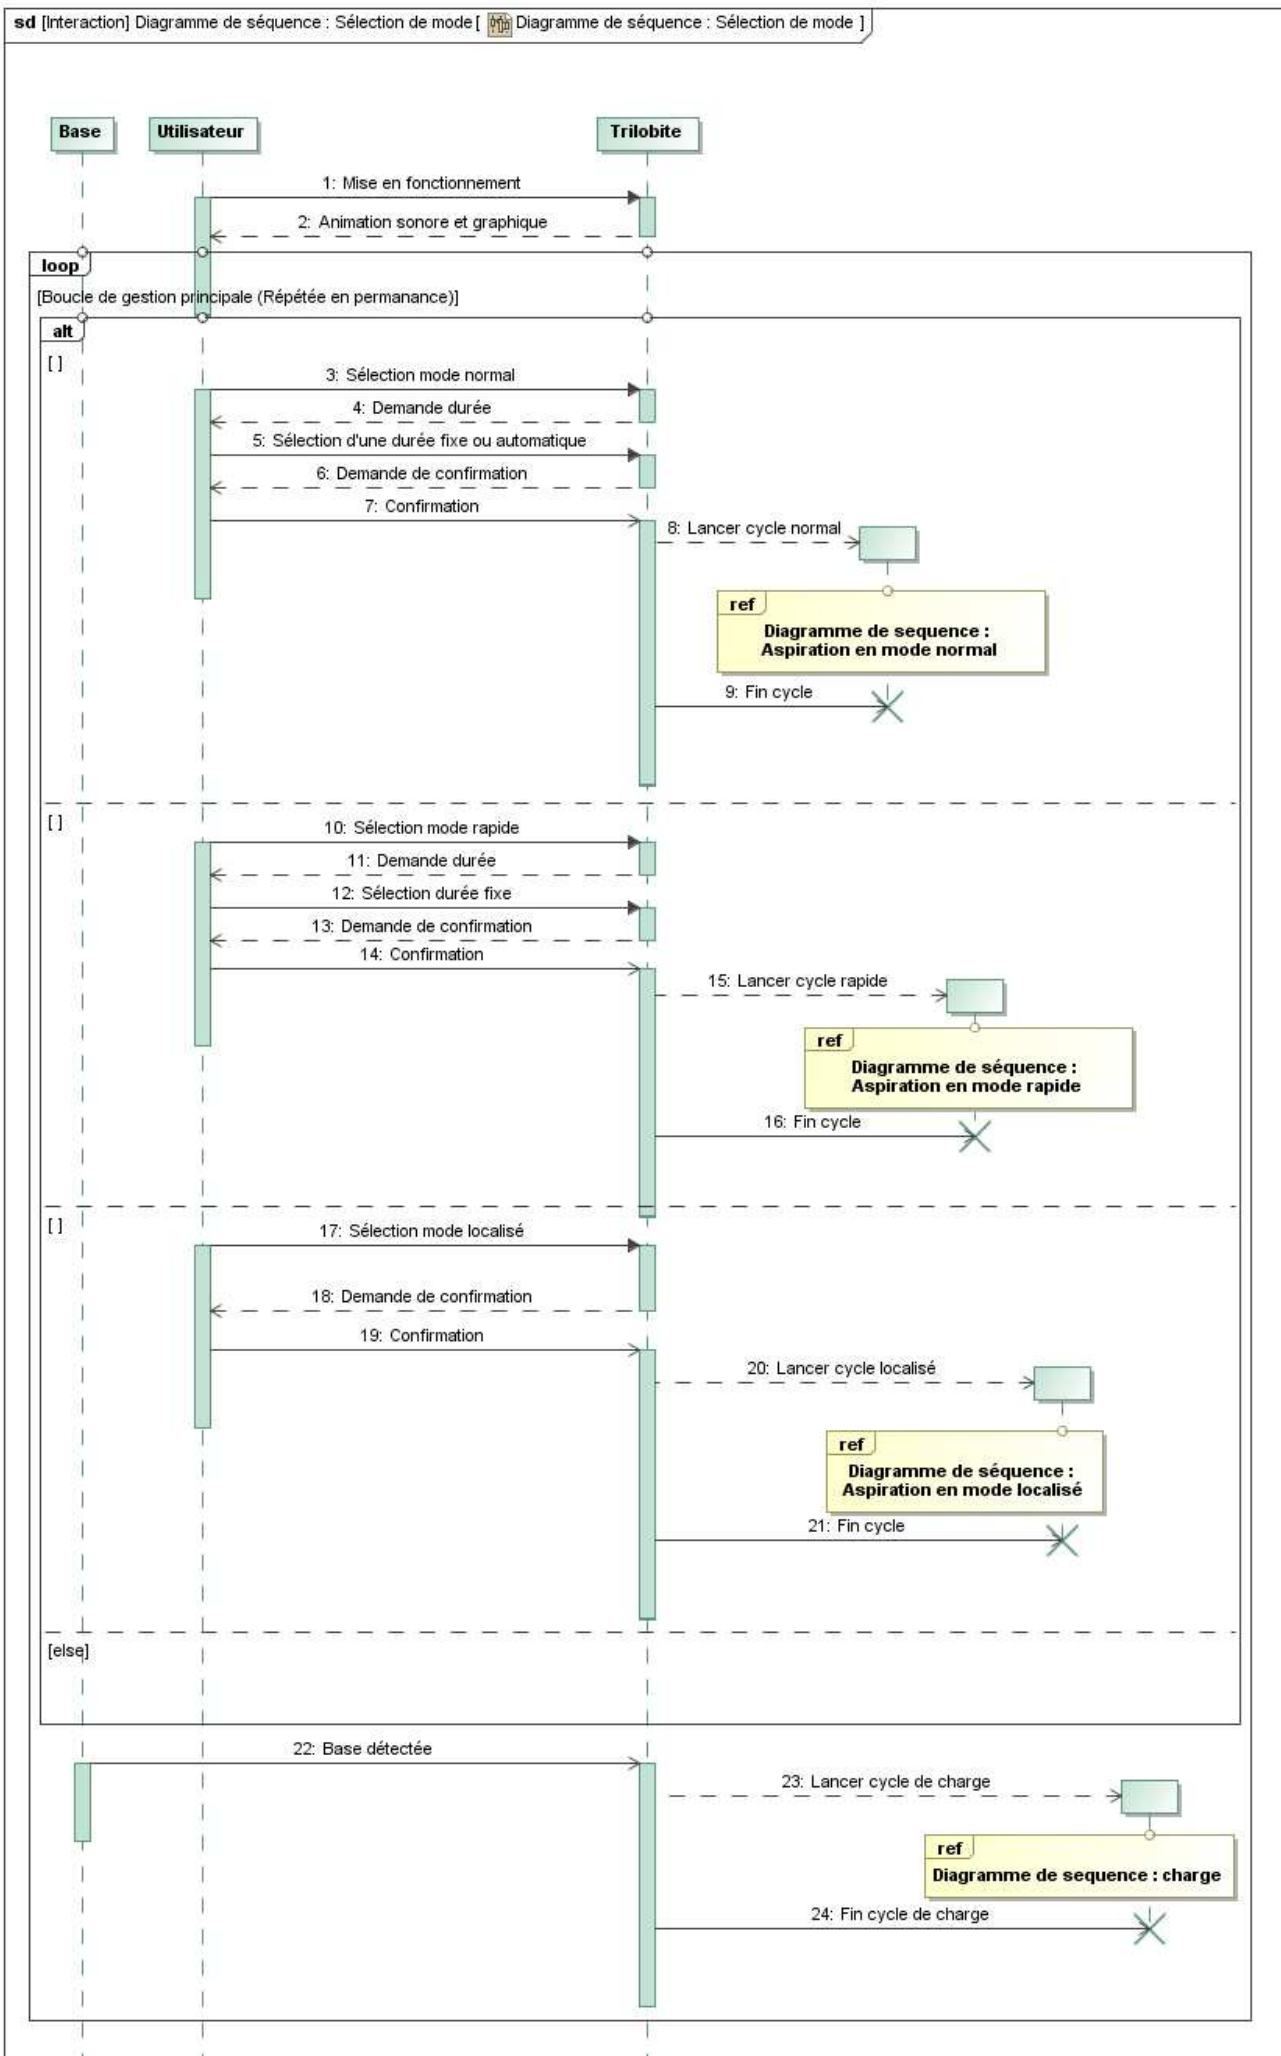 sd [Interaction] Diagramme de séquence : Sélection de mode [ Diagramme de séquence : Sélection de mode ]
Base
Utilisateur
Trilobite
1: Mise en fonctionnement
2: Animation sonore et graphique
loop
[Boucle de gestion principale (Répétée en permanance)]
alt
[ ]
3: Sélection mode normal
4: Demande durée
5: Sélection d'une durée fixe ou automatique
6: Demande de confirmation
7: Confirmation
8: Lancer cycle normal
ref
Diagramme de sequence :
Aspiration en mode normal
9: Fin cycle
[ ]
10: Sélection mode rapide
11: Demande durée
12: Sélection durée fixe
13: Demande de confirmation
14: Confirmation
15: Lancer cycle rapide
ref
Diagramme de séquence :
Aspiration en mode rapide
16: Fin cycle
[ ]
17: Sélection mode localisé
18: Demande de confirmation
19: Confirmation
20: Lancer cycle localisé
ref
Diagramme de séquence :
Aspiration en mode localisé
21: Fin cycle
[else]
22: Base détectée
23: Lancer cycle de charge
ref
Diagramme de sequence : charge
24: Fin cycle de charge